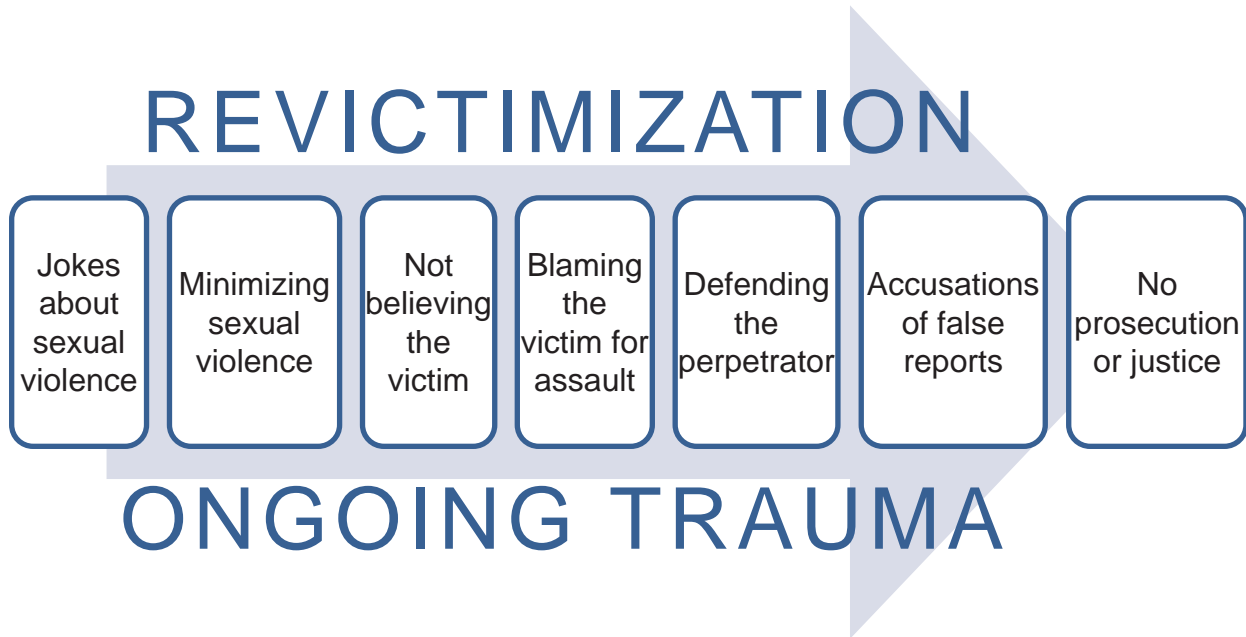 REVICTIMIZATION
Jokes
about
sexual
violence
Minimizing
sexual
violence
Not
believing
the
victim
Blaming
the
victim for
assault
Defending
the
perpetrator
Accusations
of false
reports
No
prosecution
or justice
ONGOING TRAUMA